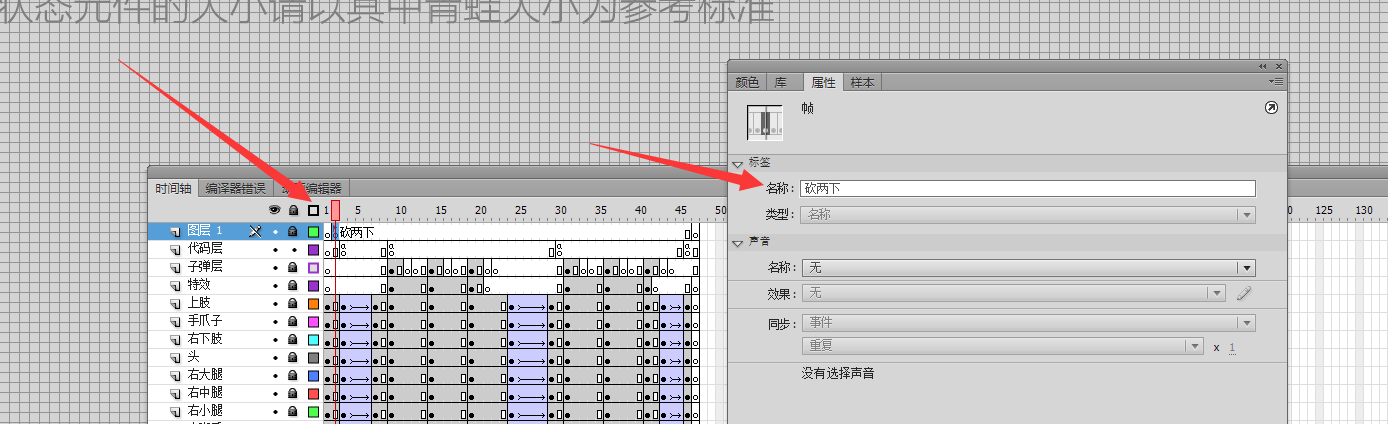 状态元件的大小请以其中青蛙大小为参考标准
颜色 库 属性 样本
帧
标签
名称: 砍两下
类型: 名称
声音
名称: 无
效果: 无
同步: 事件
重复 x 1
没有选择声音
时间轴 编译器错误 编辑器
1 5 10 15 20 25 30 35 40 45 50 125 130
图层 1 砍两下
代码层
子弹层
特效
上肢
手爪子
右下肢
头
右大腿
右中腿
右小腿